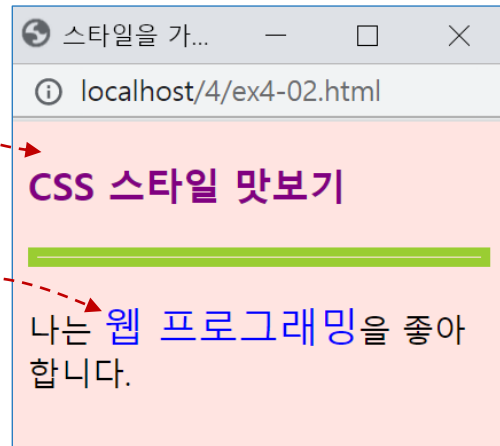 스타일을 가...
localhost/4/ex4-02.html
CSS 스타일 맛보기
나는 웹 프로그래밍을 좋아
합니다.